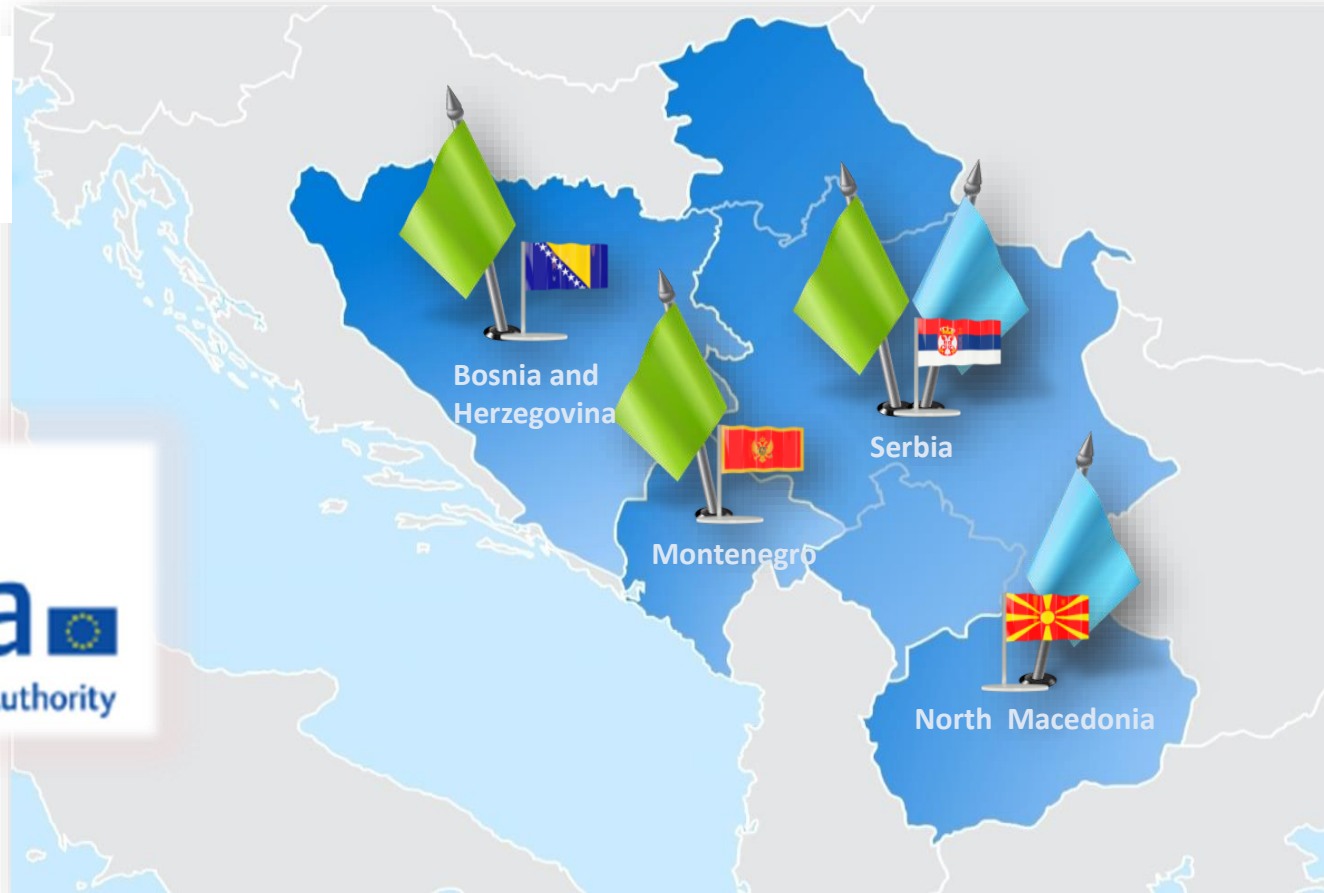 Bosnia and
Herzegovina
Serbia
Montenegro
a
uthority
North Macedonia